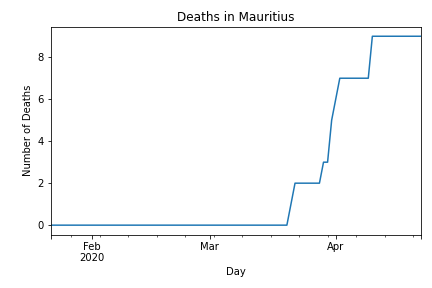 Deaths in Mauritius
Number of Deaths
8
6
4
2
0
Feb
2020
Mar
Apr
Day